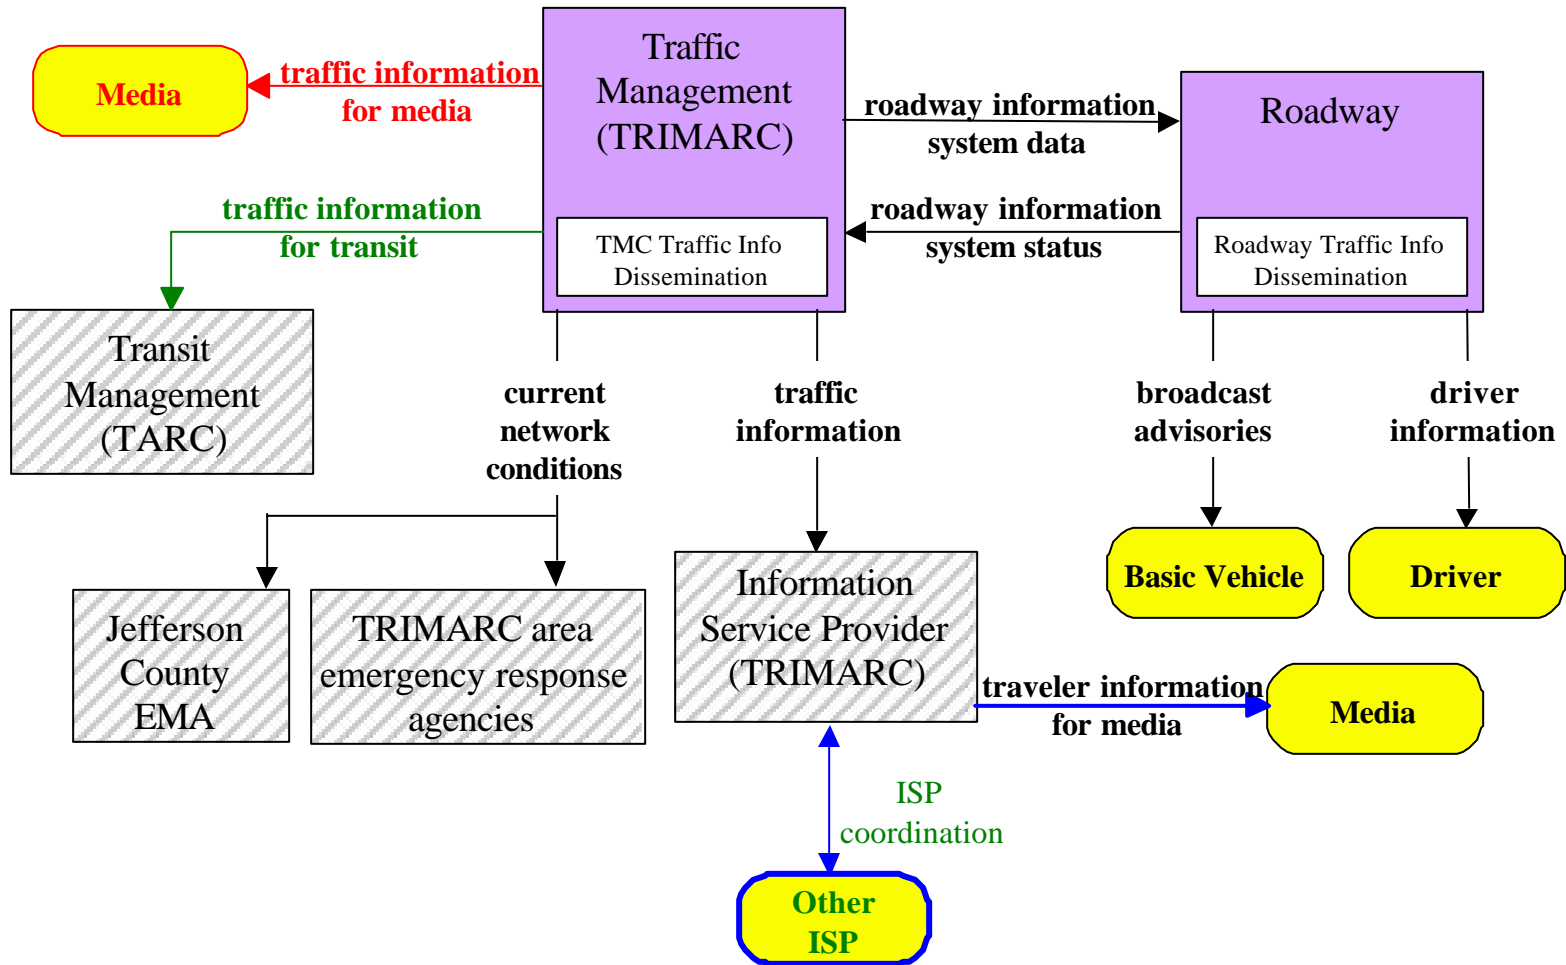 Traffic
Management
(TRIMARC)
Media
traffic information
for media
roadway information
system data
Roadway
traffic information
for transit
TMC Traffic Info
Dissemination
roadway information
system status
Roadway Traffic Info
Dissemination
Transit
Management
(TARC)
current
network
conditions
traffic
information
broadcast
advisories
driver
information
Jefferson
County
EMA
TRIMARC area
emergency response
agencies
Information
Service Provider
(TRIMARC)
Basic Vehicle
Driver
traveler information
for media
Media
ISP
coordination
Other
ISP